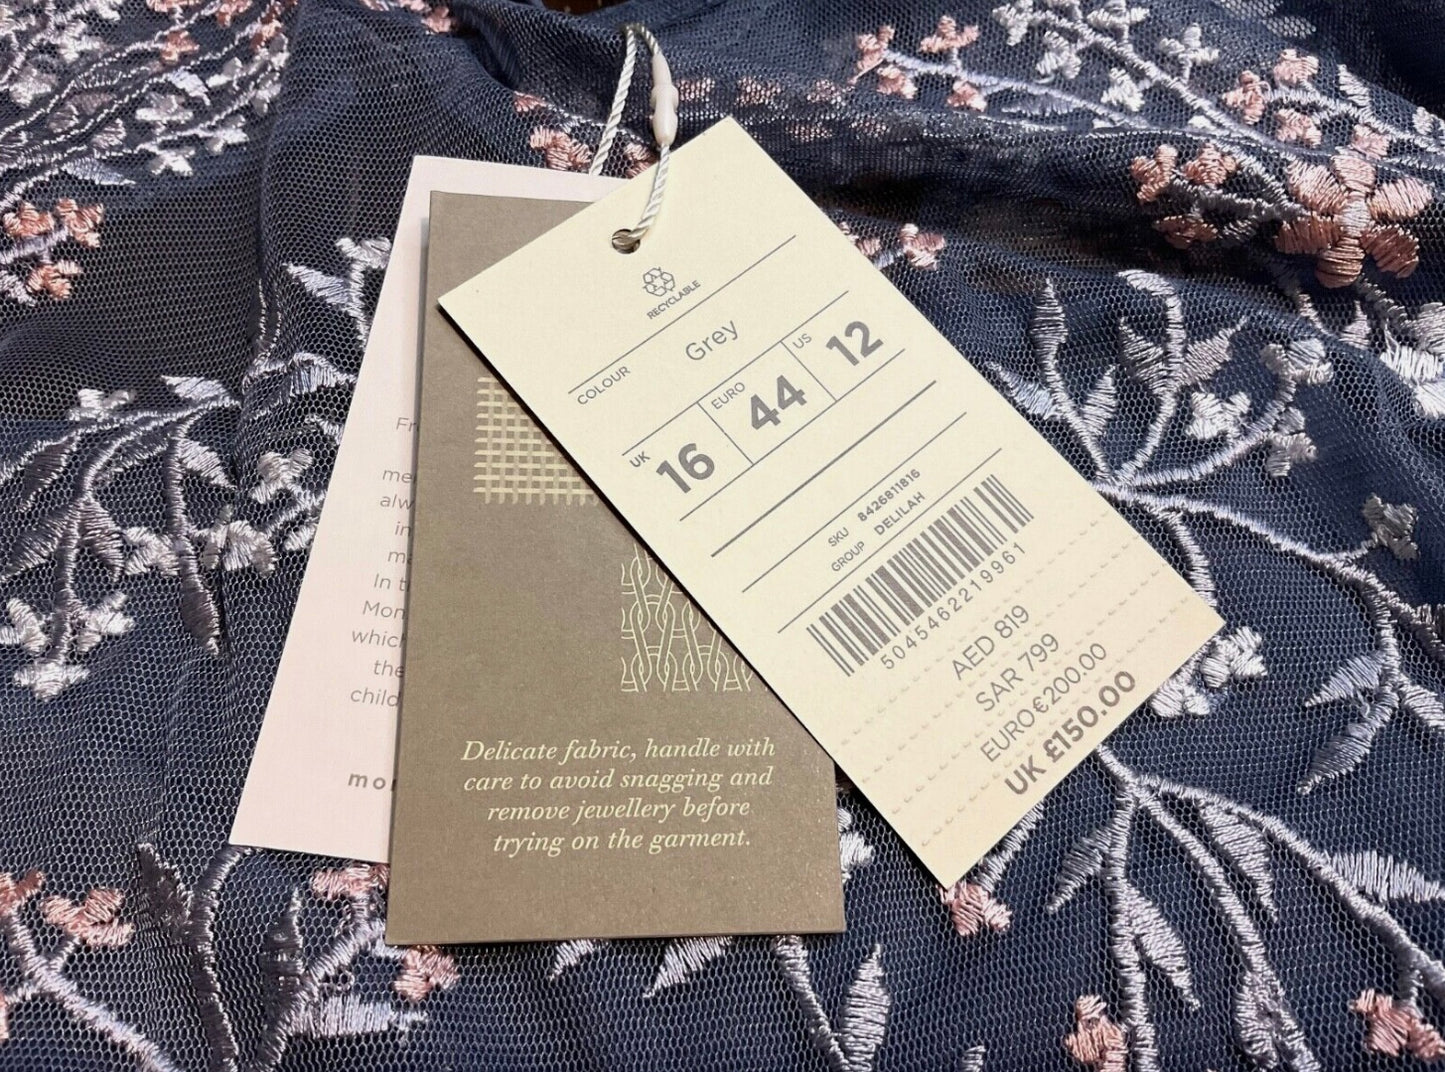 RECYCLABLE
COLOUR Grey
UK 16 EURO 44 US 12
SKU 8426811816
GROUP DELILAH
5045462219961
AED 819
SAR 799
EURO€200.00
UK £150.00
Delicate fabric, handle with
care to avoid snagging and
remove jewellery before
trying on the garment.
In